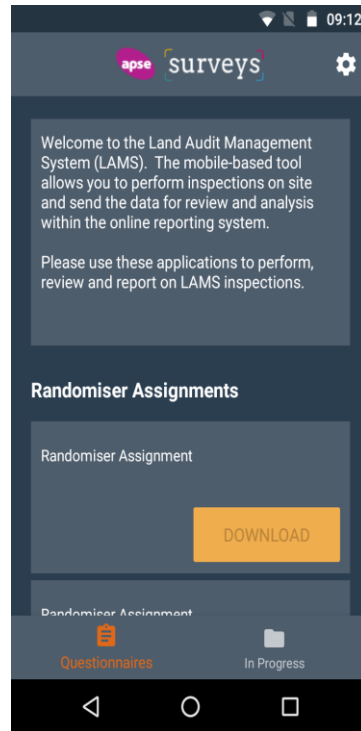 09:12
apse surveys
Welcome to the Land Audit Management
System (LAMS). The mobile-based tool
allows you to perform inspections on site
and send the data for review and analysis
within the online reporting system.
Please use these applications to perform,
review and report on LAMS inspections.
Randomiser Assignments
Randomiser Assignment
DOWNLOAD
Randomiser Assignment
Questionnaires
In Progress